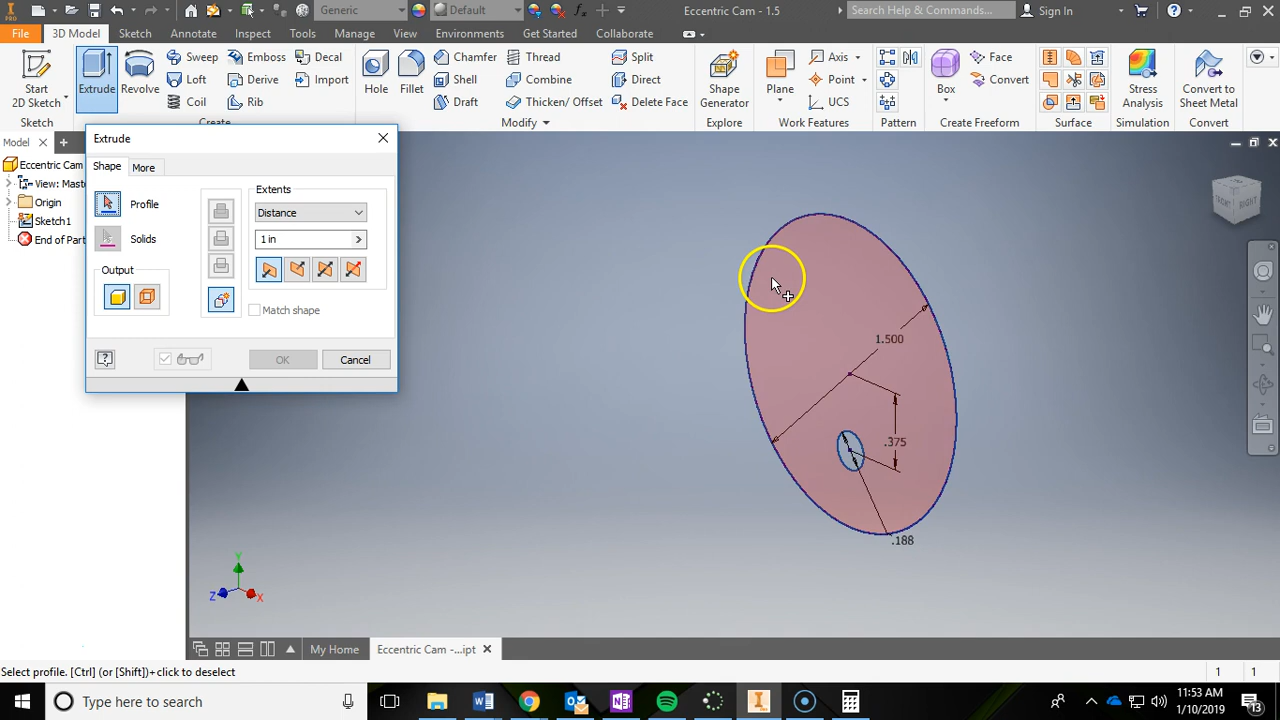 PRO
Generic
Default
Eccentric Cam - 1.5
Search Help & Commands...
Sign In
File
3D Model
Sketch
Annotate
Inspect
Tools
Manage
View
Environments
Get Started
Collaborate
Start
2D Sketch
Extrude
Revolve
Sweep
Emboss
Decal
Loft
Derive
Import
Coil
Rib
Hole
Fillet
Chamfer
Thread
Split
Shell
Combine
Direct
Draft
Thicken/ Offset
Delete Face
Shape
Generator
Plane
Axis
Point
UCS
Box
Face
Convert
Stress
Analysis
Convert to
Sheet Metal
Sketch
Create
Modify
Explore
Work Features
Pattern
Create Freeform
Surface
Simulation
Convert
Model
Eccentric Cam
View: Mast
Origin
Sketch1
End of Part
Extrude
Shape
More
Profile
Solids
Output
Extents
Distance
1 in
Match shape
OK
Cancel
FRONT
RIGHT
1.500
.375
.188
Y
Z
X
My Home
Eccentric Cam -...ipt
Select profile. [Ctrl] (or [Shift])+click to deselect
1
1
Type here to search
11:53 AM
1/10/2019
13